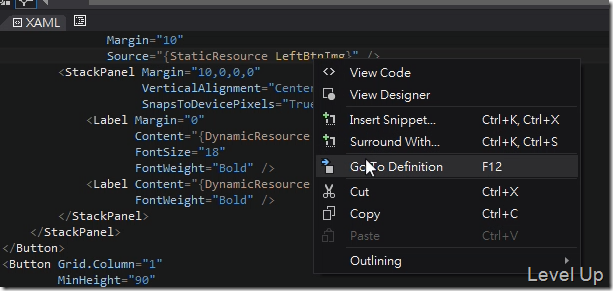 XAML
Margin="10"
Source="{StaticResource LeftBtnImg}" />
<StackPanel Margin="10,0,0,0"
VerticalAlignment="Center
SnapsToDevicePixels="True
<Label Margin="0"
Content="{DynamicResource
FontSize="18"
FontWeight="Bold" />
<Label Content="{DynamicResource
FontWeight="Bold" />
</StackPanel>
</StackPanel>
</Button>
<Button Grid.Column="1"
MinHeight="90"
View Code
View Designer
Insert Snippet... Ctrl+K, Ctrl+X
Surround With... Ctrl+K, Ctrl+S
Go To Definition F12
Cut Ctrl+X
Copy Ctrl+C
Paste Ctrl+V
Outlining
Level Up